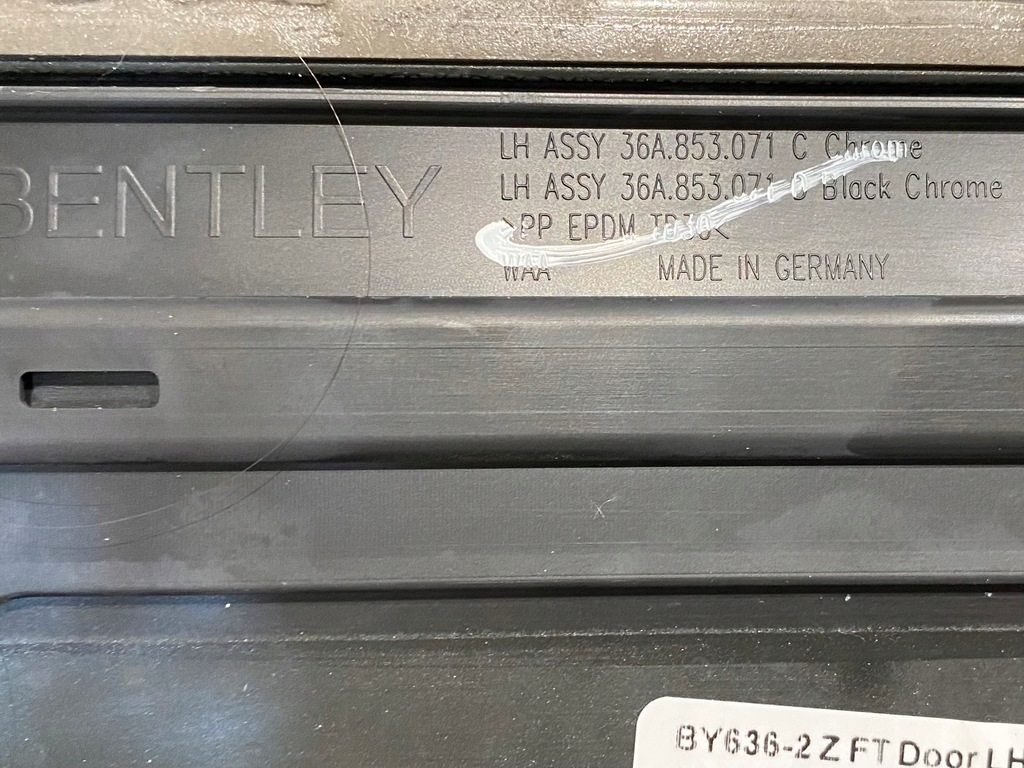 BENTLEY
LH ASSY 36A.853.071 C Chrome
LH ASSY 36A.853.071 D Black Chrome
>PP EPDM TD30<
WAA MADE IN GERMANY
BY636-2 Z FT Door LH